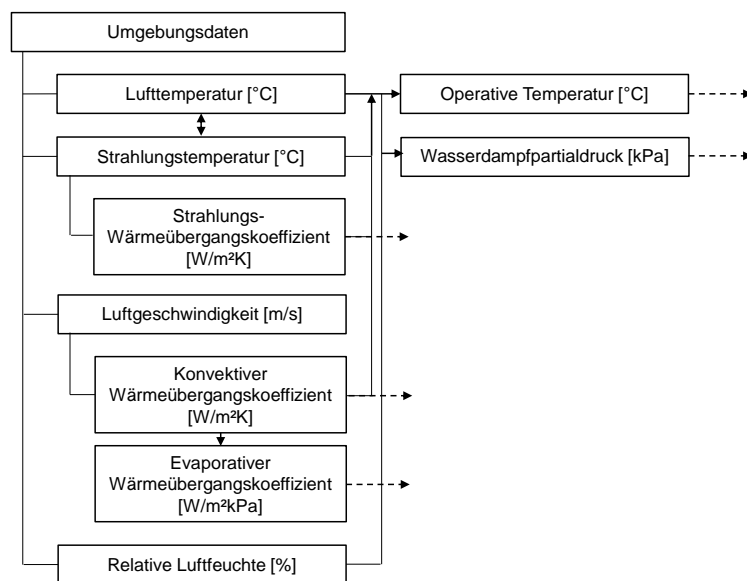 Umgebungsdaten
Lufttemperatur [°C]
Operative Temperatur [°C]
Strahlungstemperatur [°C]
Wasserdampfpartialdruck [kPa]
Strahlungs-
Wärmeübergangskoeffizient
[W/m²K]
Luftgeschwindigkeit [m/s]
Konvektiver
Wärmeübergangskoeffizient
[W/m²K]
Evaporativer
Wärmeübergangskoeffizient
[W/m²kPa]
Relative Luftfeuchte [%]